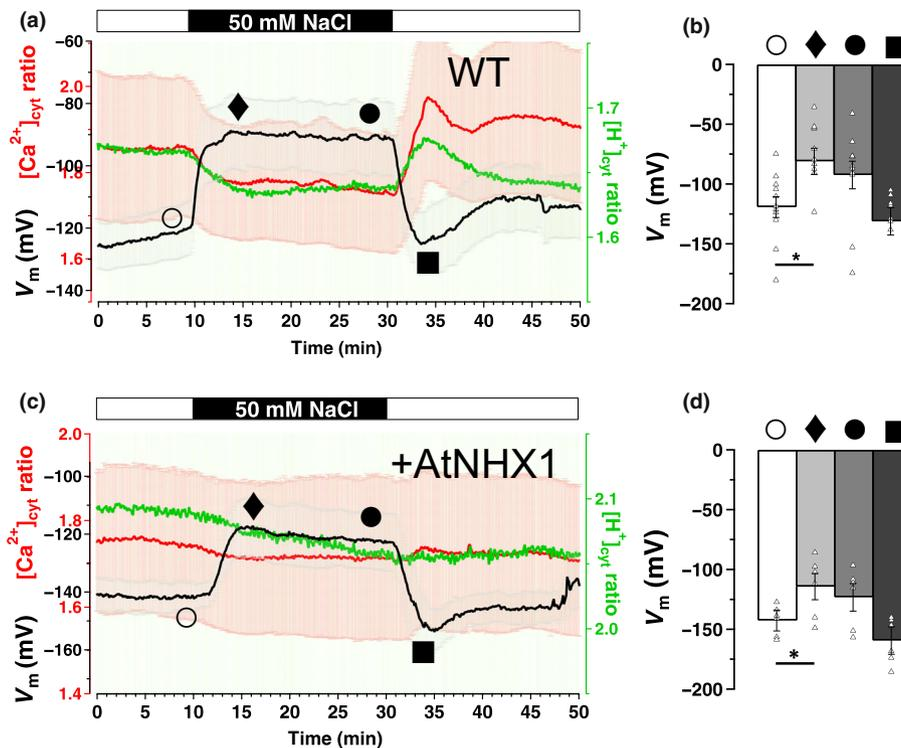 (a)
50 mM NaCl
WT
[Ca2+]cyt ratio
Vm (mV)
−60
−80
−100
−120
−140
2.0
1.8
1.6
1.7
1.6
[H+]cyt ratio
0 5 10 15 20 25 30 35 40 45 50
Time (min)
(b)
Vm (mV)
0
−50
−100
−150
−200
*
(c)
50 mM NaCl
+AtNHX1
[Ca2+]cyt ratio
Vm (mV)
2.0
1.8
1.6
1.4
−100
−120
−140
−160
2.1
2.0
[H+]cyt ratio
0 5 10 15 20 25 30 35 40 45 50
Time (min)
(d)
Vm (mV)
0
−50
−100
−150
−200
*